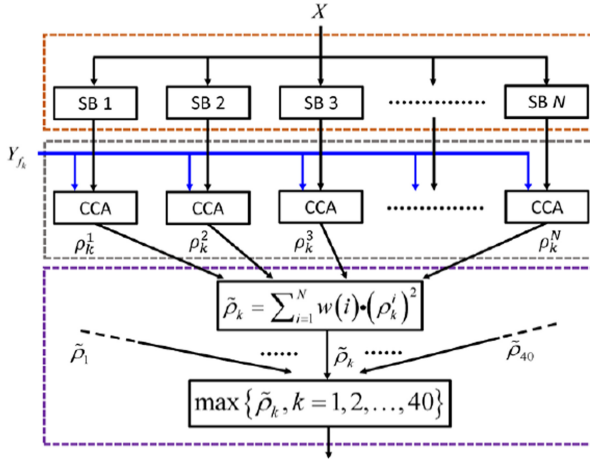 X
SB 1 SB 2 SB 3 ................ SB N
Y_{f_k}
CCA CCA CCA ................ CCA
ρ_k^1 ρ_k^2 ρ_k^3 ρ_k^N
ρ̃_k = ∑_{i=1}^{N} w(i)•(ρ_k^i)^2
ρ̃_1 ...... ρ̃_k ...... ρ̃_{40}
max{ρ̃_k, k = 1, 2, ..., 40}